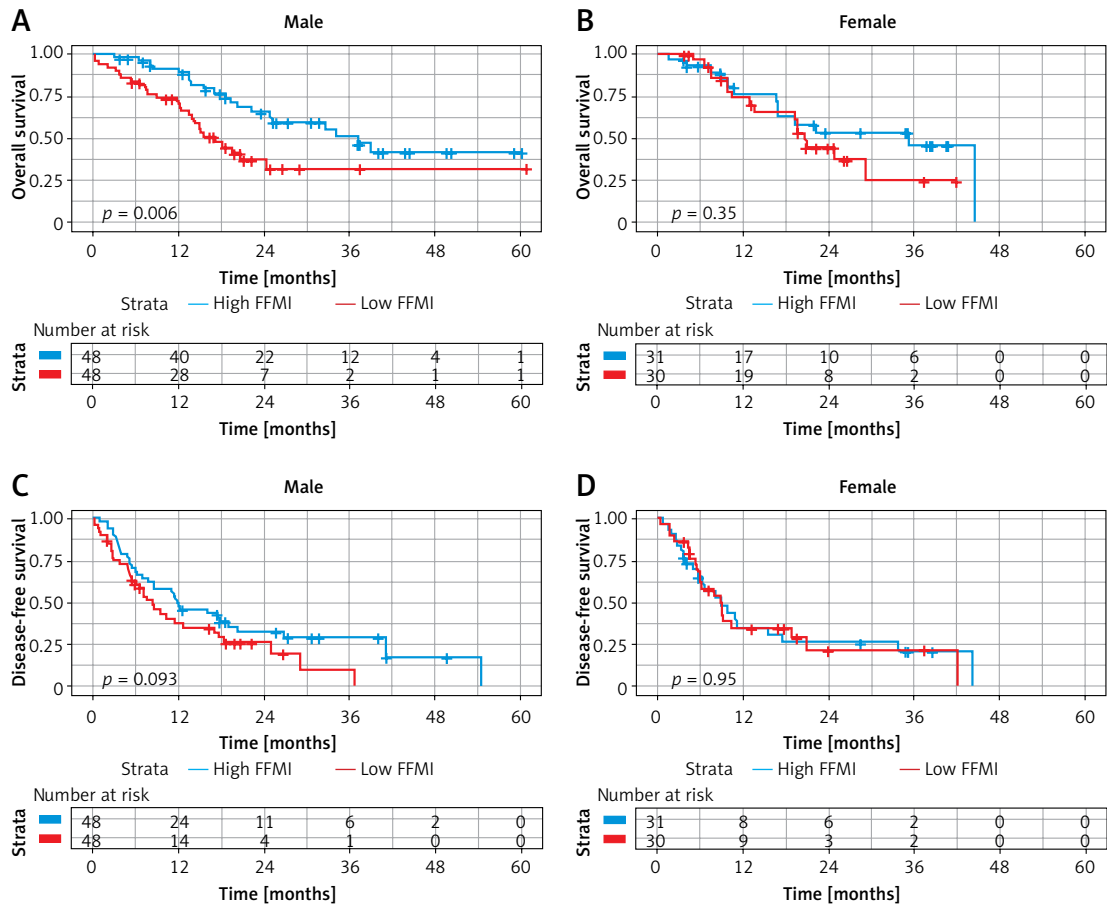 A
Male
Overall survival
1.00
0.75
0.50
0.25
0
p = 0.006
0 12 24 36 48 60
Time [months]
Strata High FFMI Low FFMI
Number at risk
Strata
48 40 22 12 4 1
48 28 7 2 1 1
0 12 24 36 48 60
Time [months]
B
Female
Overall survival
1.00
0.75
0.50
0.25
0
p = 0.35
0 12 24 36 48 60
Time [months]
Strata High FFMI Low FFMI
Number at risk
Strata
31 17 10 6 0 0
30 19 8 2 0 0
0 12 24 36 48 60
Time [months]
C
Male
Disease-free survival
1.00
0.75
0.50
0.25
0
p = 0.093
0 12 24 36 48 60
Time [months]
Strata High FFMI Low FFMI
Number at risk
Strata
48 24 11 6 2 0
48 14 4 1 0 0
0 12 24 36 48 60
Time [months]
D
Female
Disease-free survival
1.00
0.75
0.50
0.25
0
p = 0.95
0 12 24 36 48 60
Time [months]
Strata High FFMI Low FFMI
Number at risk
Strata
31 8 6 2 0 0
30 9 3 2 0 0
0 12 24 36 48 60
Time [months]